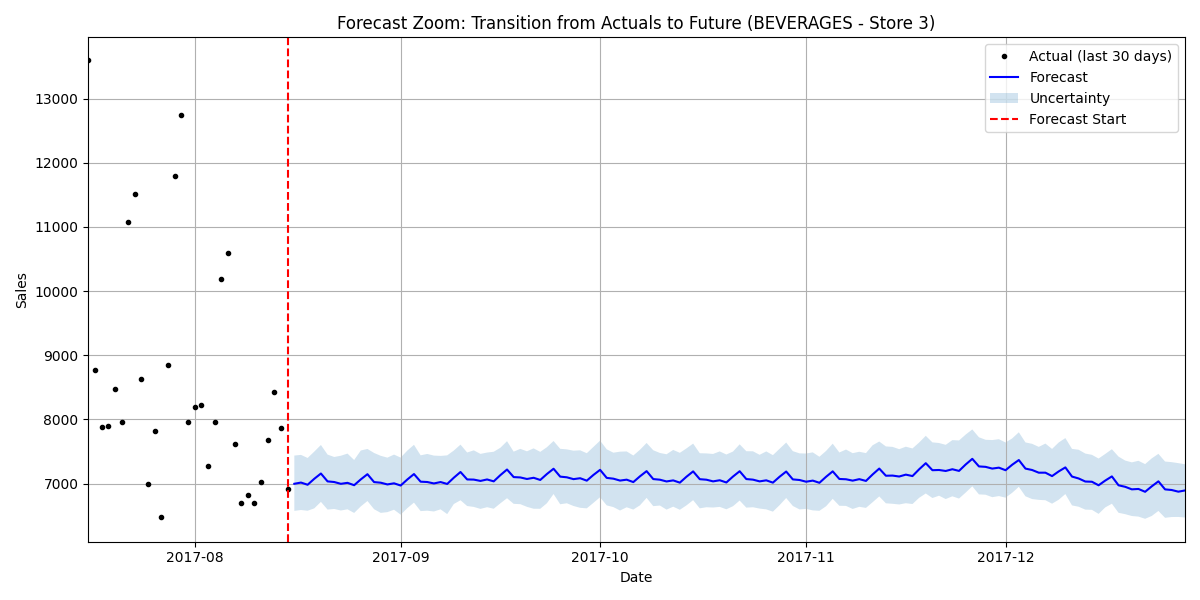 Forecast Zoom: Transition from Actuals to Future (BEVERAGES - Store 3)
Actual (last 30 days)
Forecast
Uncertainty
Forecast Start
Sales
13000
12000
11000
10000
9000
8000
7000
2017-08
2017-09
2017-10
2017-11
2017-12
Date